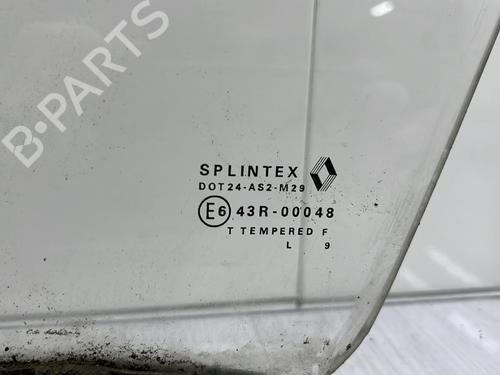 B-PARTS
SPLINTEX
DOT24-AS2-M29
E6 43R-00048
T TEMPERED F
L 9